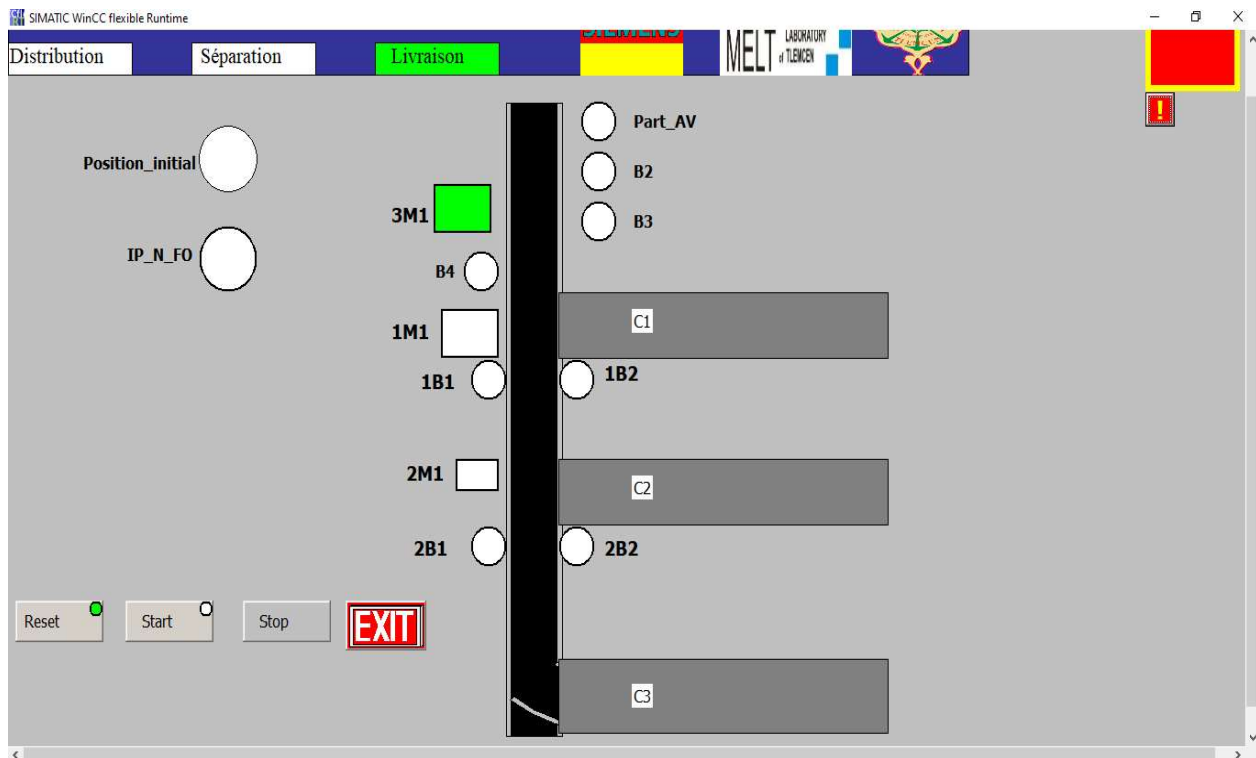 SIMATIC WinCC flexible Runtime
SIEMENS
LABORATORY
MELT of TLEMCEN
Distribution Séparation Livraison
!
Part_AV
Position_initial
B2
3M1 B3
IP_N_FO
B4
C1
1M1
1B1 1B2
2M1 C2
2B1 2B2
Reset Start Stop EXIT
C3